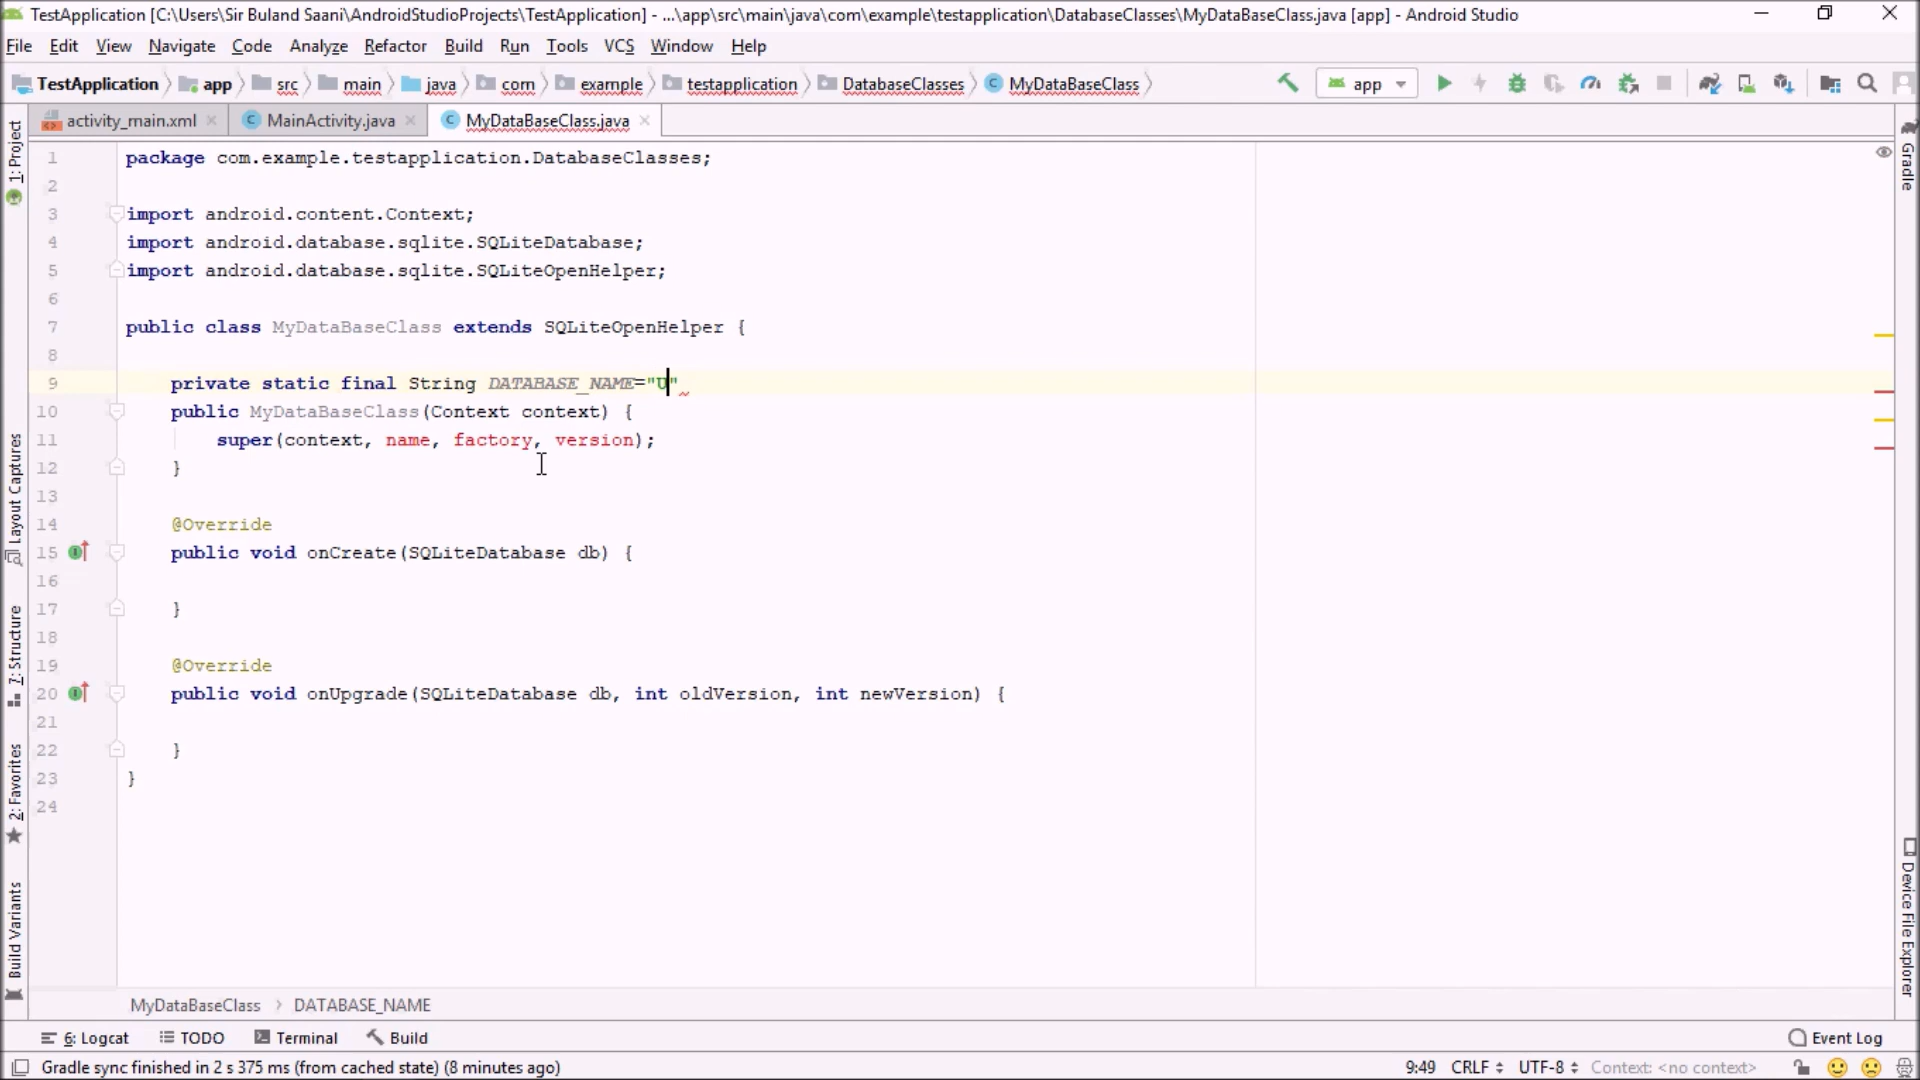 TestApplication [C:\Users\Sir Buland Saani\AndroidStudioProjects\TestApplication] - ...\app\src\main\java\com\example\testapplication\DatabaseClasses\MyDataBaseClass.java [app] - Android Studio
File Edit View Navigate Code Analyze Refactor Build Run Tools VCS Window Help
TestApplication app src main java com example testapplication DatabaseClasses MyDataBaseClass app
activity_main.xml MainActivity.java MyDataBaseClass.java
1 package com.example.testapplication.DatabaseClasses;
2
3 import android.content.Context;
4 import android.database.sqlite.SQLiteDatabase;
5 import android.database.sqlite.SQLiteOpenHelper;
6
7 public class MyDataBaseClass extends SQLiteOpenHelper {
8
9 private static final String DATABASE_NAME="U"
10 public MyDataBaseClass(Context context) {
11 super(context, name, factory, version);
12 }
13
14 @Override
15 public void onCreate(SQLiteDatabase db) {
16
17 }
18
19 @Override
20 public void onUpgrade(SQLiteDatabase db, int oldVersion, int newVersion) {
21
22 }
23 }
24
1: Project
Layout Captures
7: Structure
2: Favorites
Build Variants
Gradle
Device File Explorer
MyDataBaseClass > DATABASE_NAME
6: Logcat TODO Terminal Build Event Log
Gradle sync finished in 2 s 375 ms (from cached state) (8 minutes ago) 9:49 CRLF UTF-8 Context: <no context>